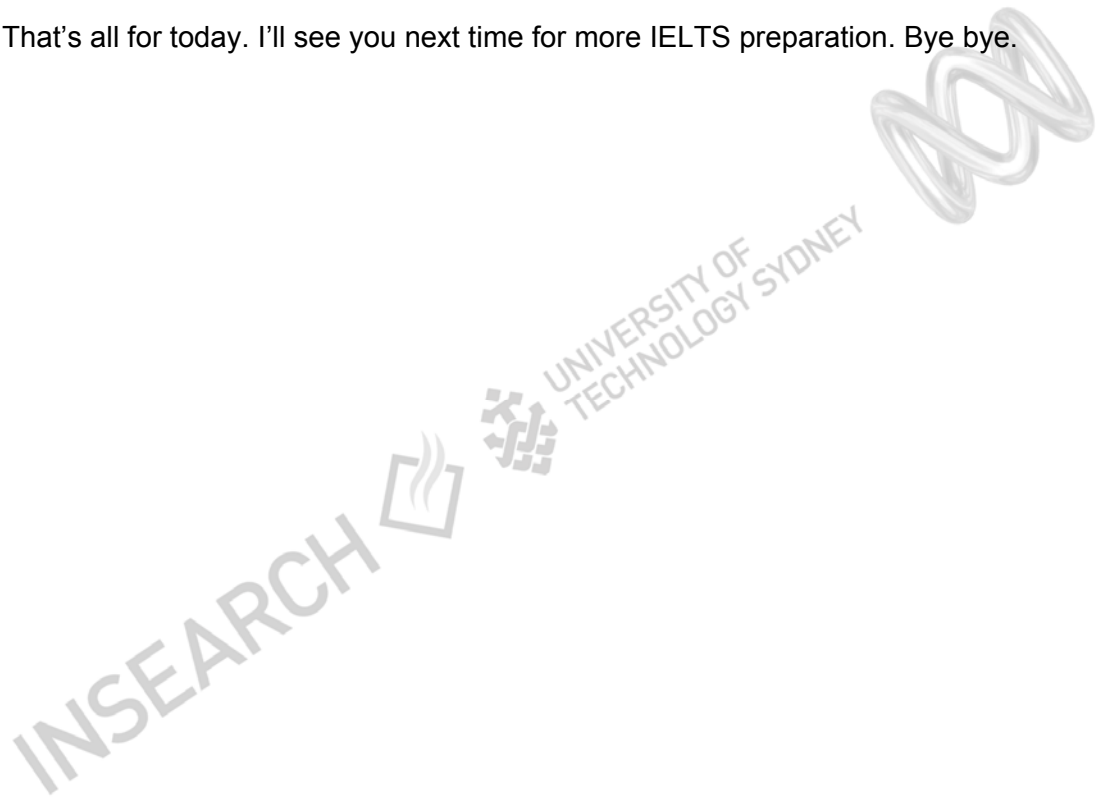 That’s all for today. I’ll see you next time for more IELTS preparation. Bye bye.
UNIVERSITY OF
TECHNOLOGY SYDNEY
INSEARCH